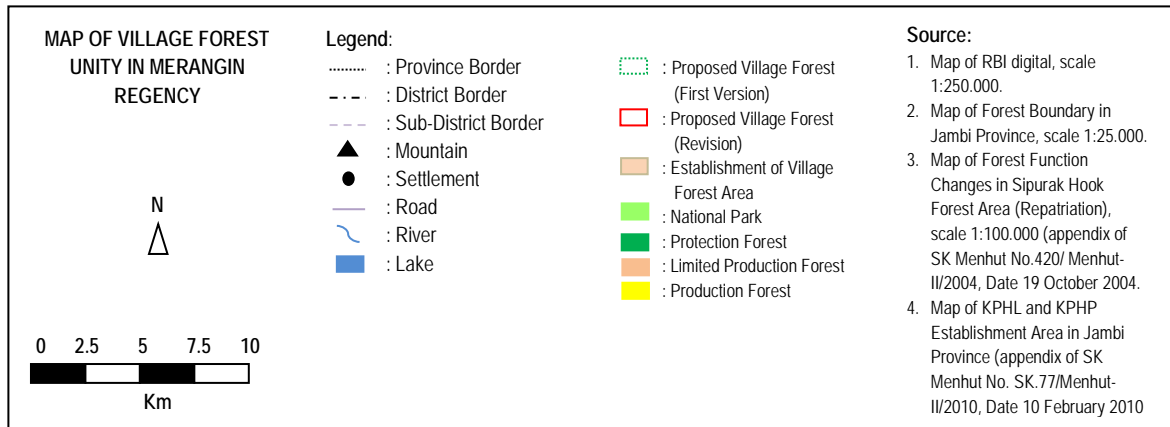 MAP OF VILLAGE FOREST
UNITY IN MERANGIN
REGENCY
N
0 2.5 5 7.5 10
Km
Legend:
: Province Border
: District Border
: Sub-District Border
: Mountain
: Settlement
: Road
: River
: Lake
: Proposed Village Forest
(First Version)
: Proposed Village Forest
(Revision)
: Establishment of Village
Forest Area
: National Park
: Protection Forest
: Limited Production Forest
: Production Forest
Source:
1. Map of RBI digital, scale
1:250.000.
2. Map of Forest Boundary in
Jambi Province, scale 1:25.000.
3. Map of Forest Function
Changes in Sipurak Hook
Forest Area (Repatriation),
scale 1:100.000 (appendix of
SK Menhut No.420/ Menhut-
II/2004, Date 19 October 2004.
4. Map of KPHL and KPHP
Establishment Area in Jambi
Province (appendix of SK
Menhut No. SK.77/Menhut-
II/2010, Date 10 February 2010